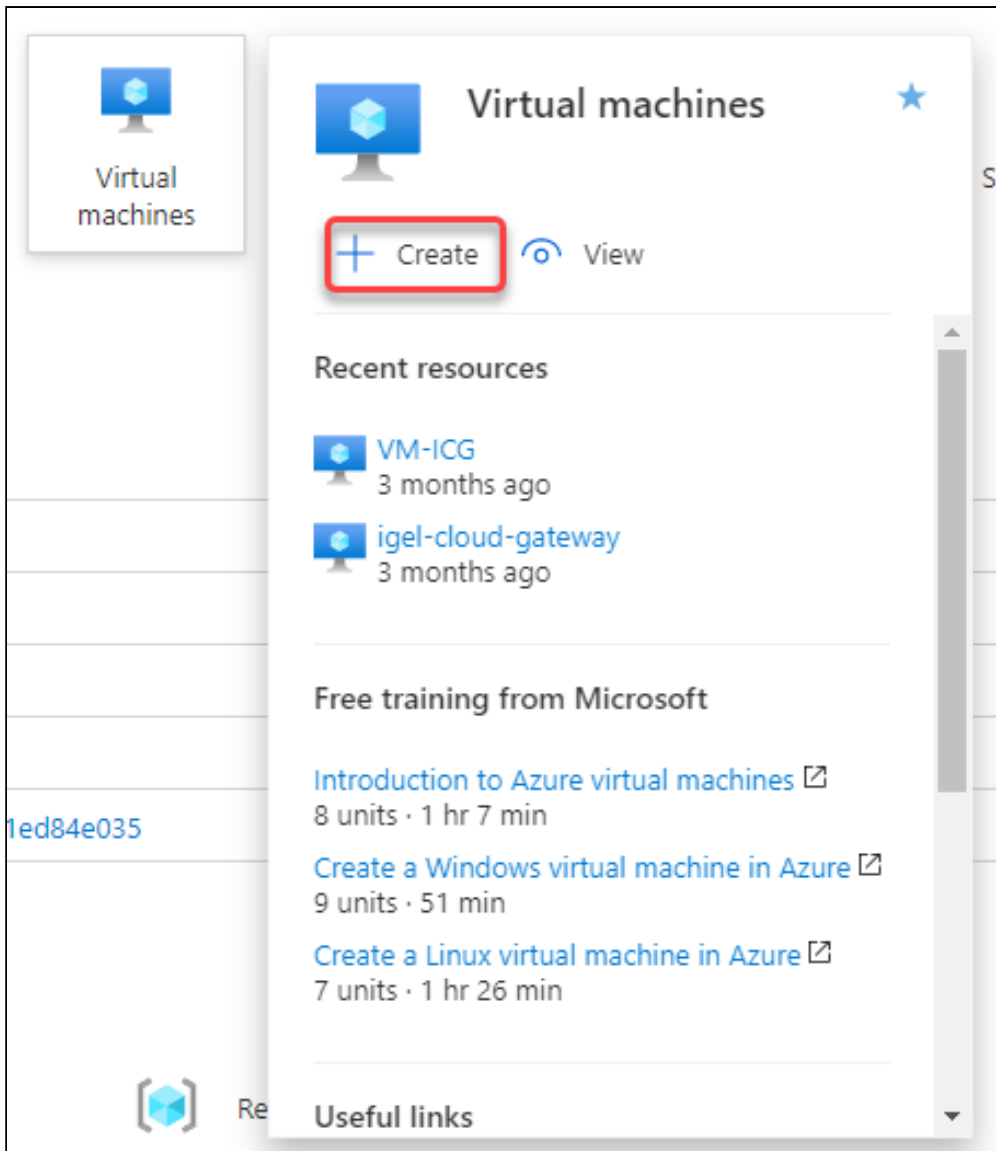 Virtual
machines
Virtual machines
S
Create
View
Recent resources
VM-ICG
3 months ago
igel-cloud-gateway
3 months ago
Free training from Microsoft
Introduction to Azure virtual machines
8 units · 1 hr 7 min
Create a Windows virtual machine in Azure
9 units · 51 min
1ed84e035
Create a Linux virtual machine in Azure
7 units · 1 hr 26 min
Re
Useful links